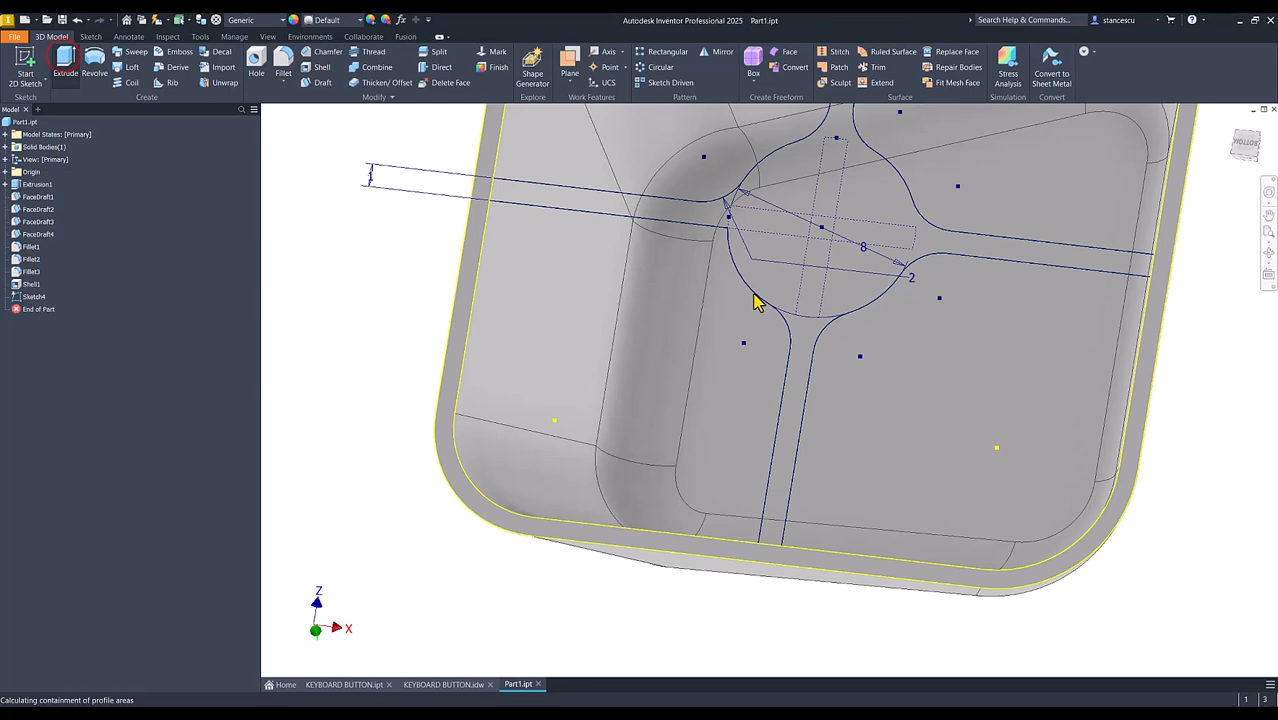 Generic
Default
Autodesk Inventor Professional 2025 Part1.ipt
Search Help & Commands...
stancescu
File
3D Model
Sketch
Annotate
Inspect
Tools
Manage
View
Environments
Collaborate
Fusion
Start
2D Sketch
Extrude
Revolve
Sweep
Emboss
Decal
Loft
Derive
Import
Coil
Rib
Unwrap
Hole
Fillet
Chamfer
Thread
Split
Mark
Shell
Combine
Direct
Finish
Draft
Thicken/ Offset
Delete Face
Shape
Generator
Plane
Axis
Point
UCS
Rectangular
Mirror
Circular
Sketch Driven
Box
Face
Convert
Stitch
Ruled Surface
Replace Face
Patch
Trim
Repair Bodies
Sculpt
Extend
Fit Mesh Face
Stress
Analysis
Convert to
Sheet Metal
Sketch
Create
Modify
Explore
Work Features
Pattern
Create Freeform
Surface
Simulation
Convert
Model
Part1.ipt
Model States: [Primary]
Solid Bodies(1)
View: [Primary]
Origin
Extrusion1
FaceDraft1
FaceDraft2
FaceDraft3
FaceDraft4
Fillet1
Fillet2
Fillet3
Shell1
Sketch4
End of Part
BOTTOM
1
8
2
Z
X
Home
KEYBOARD BUTTON.ipt
KEYBOARD BUTTON.idw
Part1.ipt
Calculating containment of profile areas
1
3